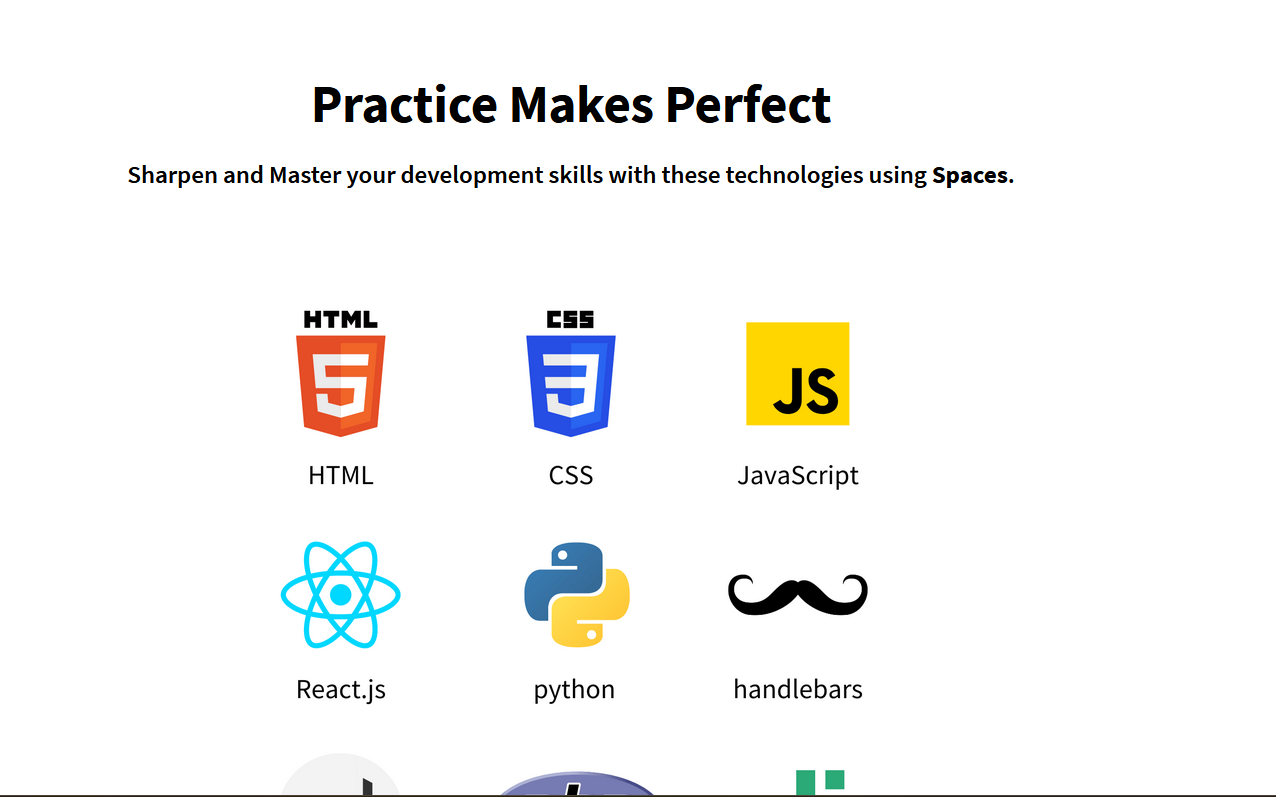 Practice Makes Perfect
Sharpen and Master your development skills with these technologies using Spaces.
HTML
CSS
JS
5
3
HTML
CSS
JavaScript
React.js
python
handlebars